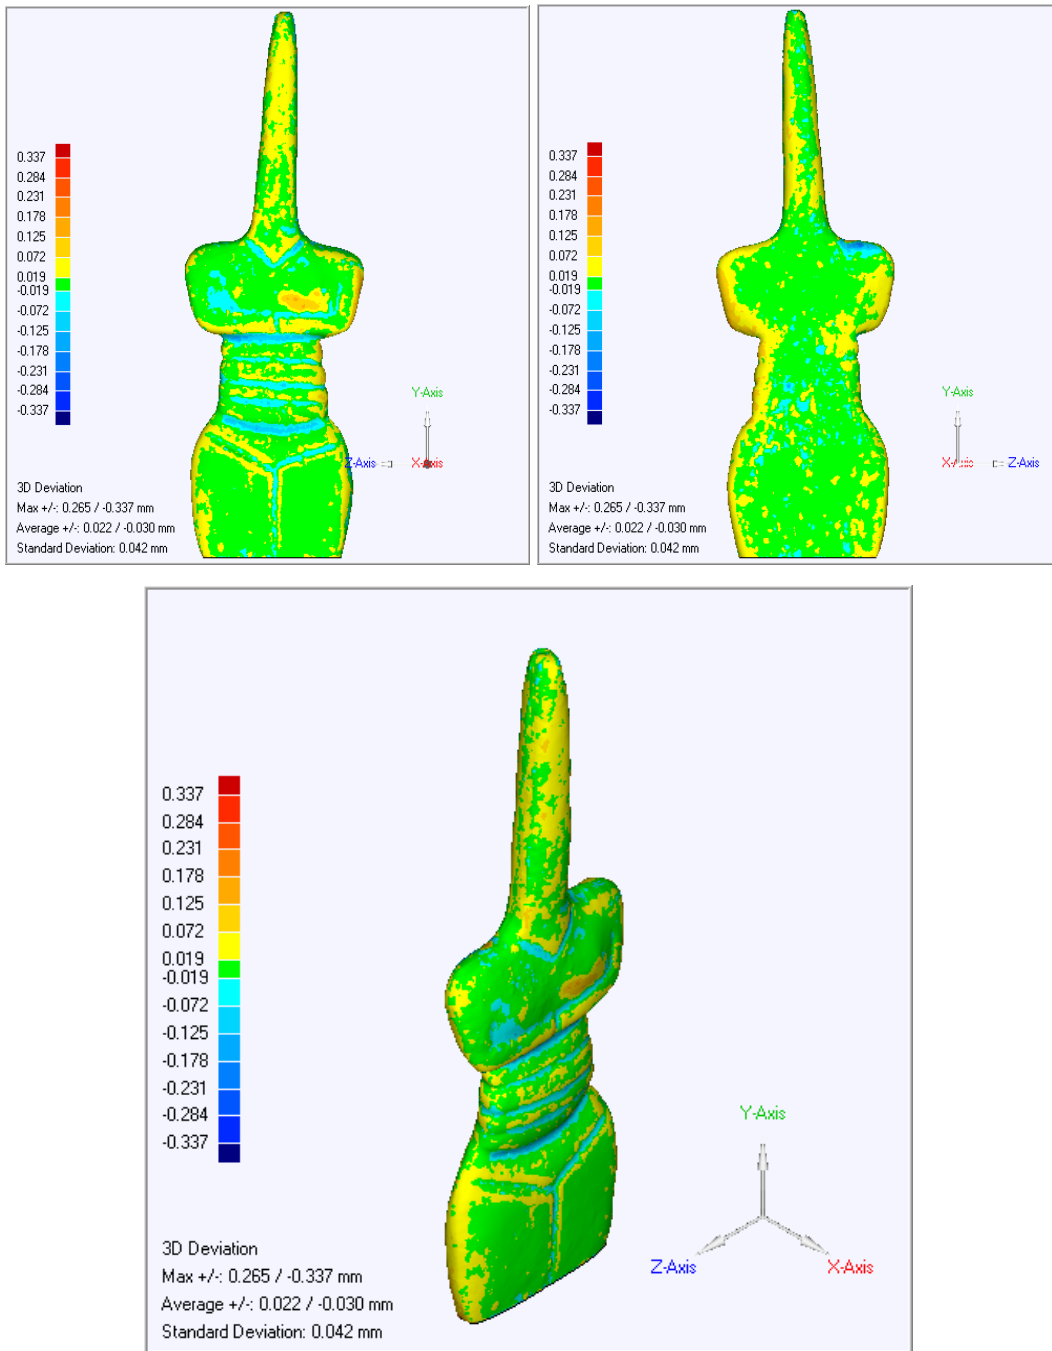 0.337
0.284
0.231
0.178
0.125
0.072
0.019
-0.019
-0.072
-0.125
-0.178
-0.231
-0.284
-0.337
Y-Axis
Z-Axis X-Axis
3D Deviation
Max +/-: 0.265 / -0.337 mm
Average +/-: 0.022 / -0.030 mm
Standard Deviation: 0.042 mm
0.337
0.284
0.231
0.178
0.125
0.072
0.019
-0.019
-0.072
-0.125
-0.178
-0.231
-0.284
-0.337
Y-Axis
X-Axis Z-Axis
3D Deviation
Max +/-: 0.265 / -0.337 mm
Average +/-: 0.022 / -0.030 mm
Standard Deviation: 0.042 mm
0.337
0.284
0.231
0.178
0.125
0.072
0.019
-0.019
-0.072
-0.125
-0.178
-0.231
-0.284
-0.337
Y-Axis
Z-Axis X-Axis
3D Deviation
Max +/-: 0.265 / -0.337 mm
Average +/-: 0.022 / -0.030 mm
Standard Deviation: 0.042 mm